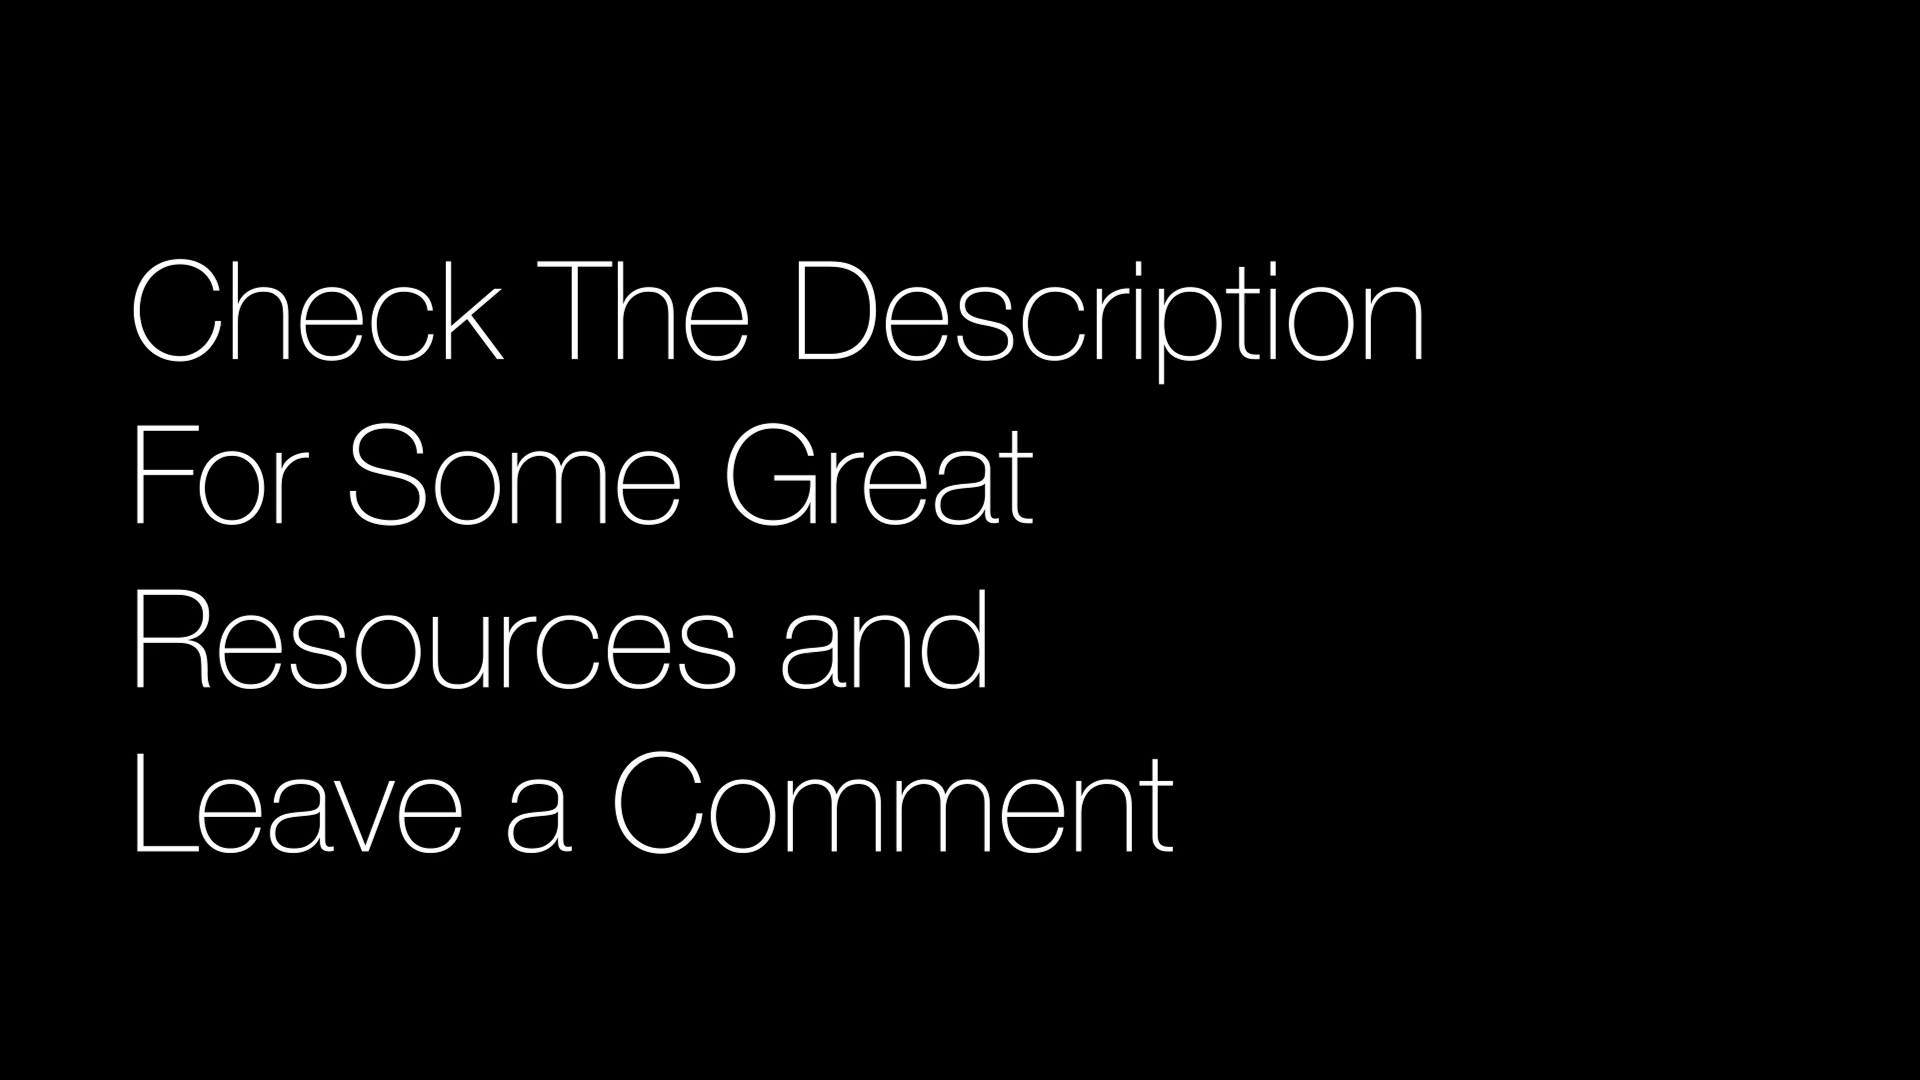 Check The Description
For Some Great
Resources and
Leave a Comment